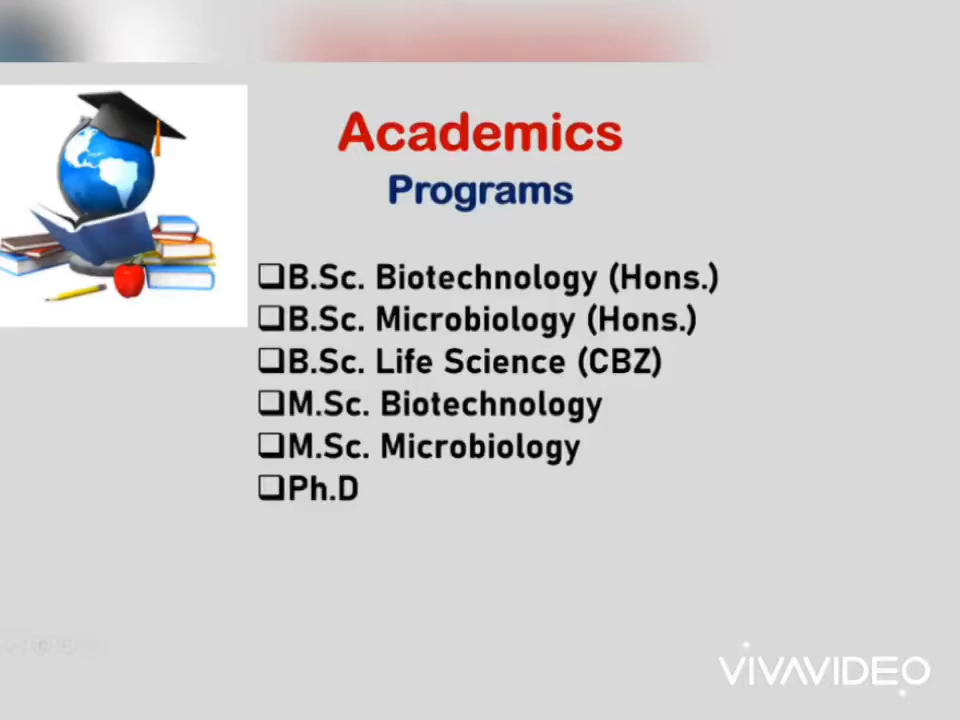 Academics
Programs
❑B.Sc. Biotechnology (Hons.)
❑B.Sc. Microbiology (Hons.)
❑B.Sc. Life Science (CBZ)
❑M.Sc. Biotechnology
❑M.Sc. Microbiology
❑Ph.D
VIVAVIDEO